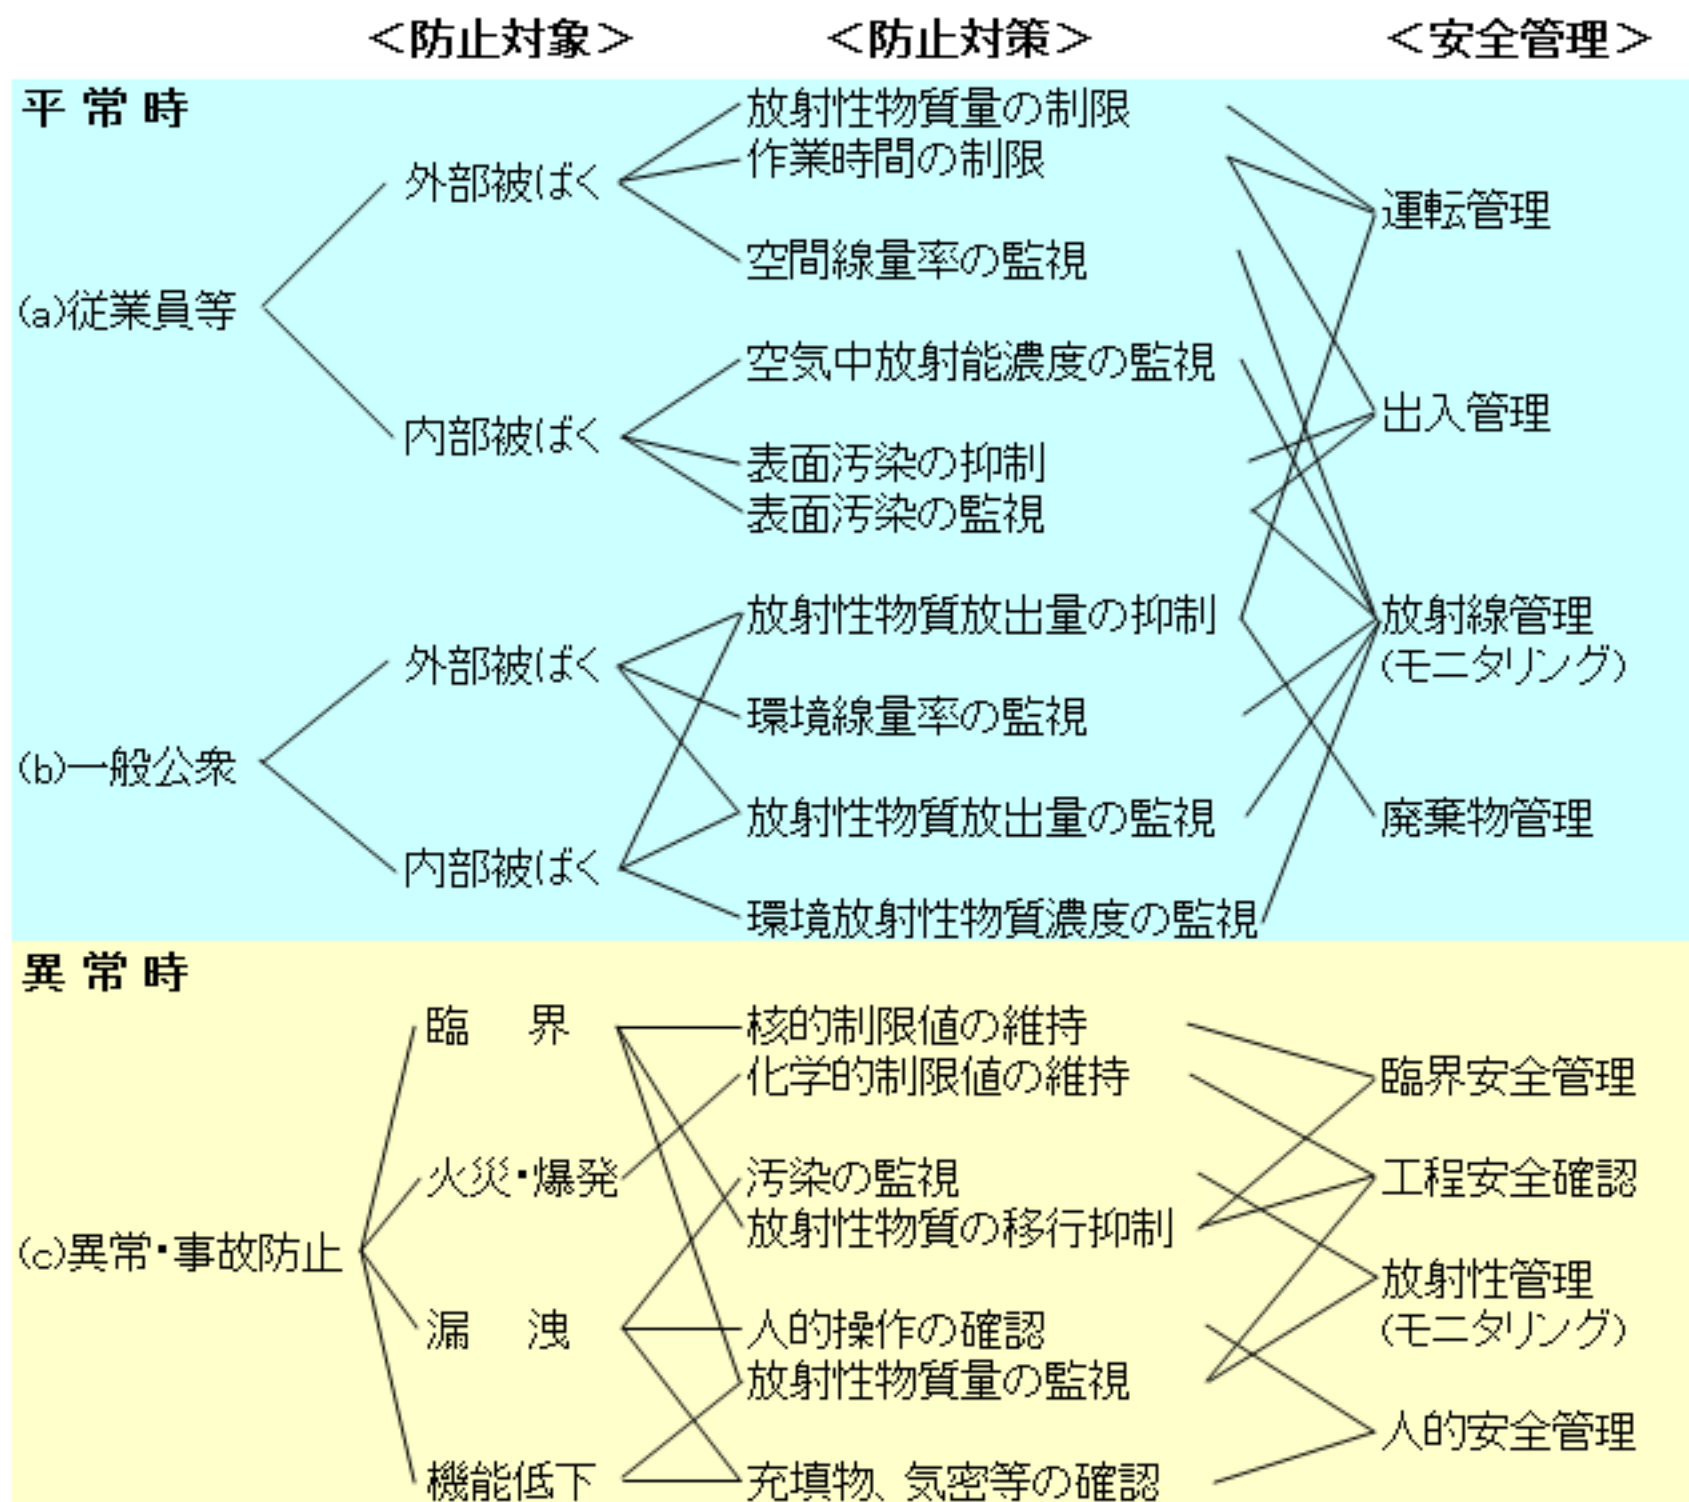 ＜防止対象＞ ＜防止対策＞ ＜安全管理＞
平常時
放射性物質量の制限
作業時間の制限
外部被ばく
運転管理
空間線量率の監視
(a)従業員等
空気中放射能濃度の監視
出入管理
内部被ばく
表面汚染の抑制
表面汚染の監視
放射性物質放出量の抑制
放射線管理
(モニタリング)
外部被ばく
環境線量率の監視
(b)一般公衆
放射性物質放出量の監視
廃棄物管理
内部被ばく
環境放射性物質濃度の監視
異常時
臨 界
核的制限値の維持
化学的制限値の維持
臨界安全管理
火災・爆発
汚染の監視
工程安全確認
放射性物質の移行抑制
(c)異常・事故防止
放射性管理
(モニタリング)
漏 洩
人的操作の確認
放射性物質量の監視
人的安全管理
機能低下
充填物、気密等の確認